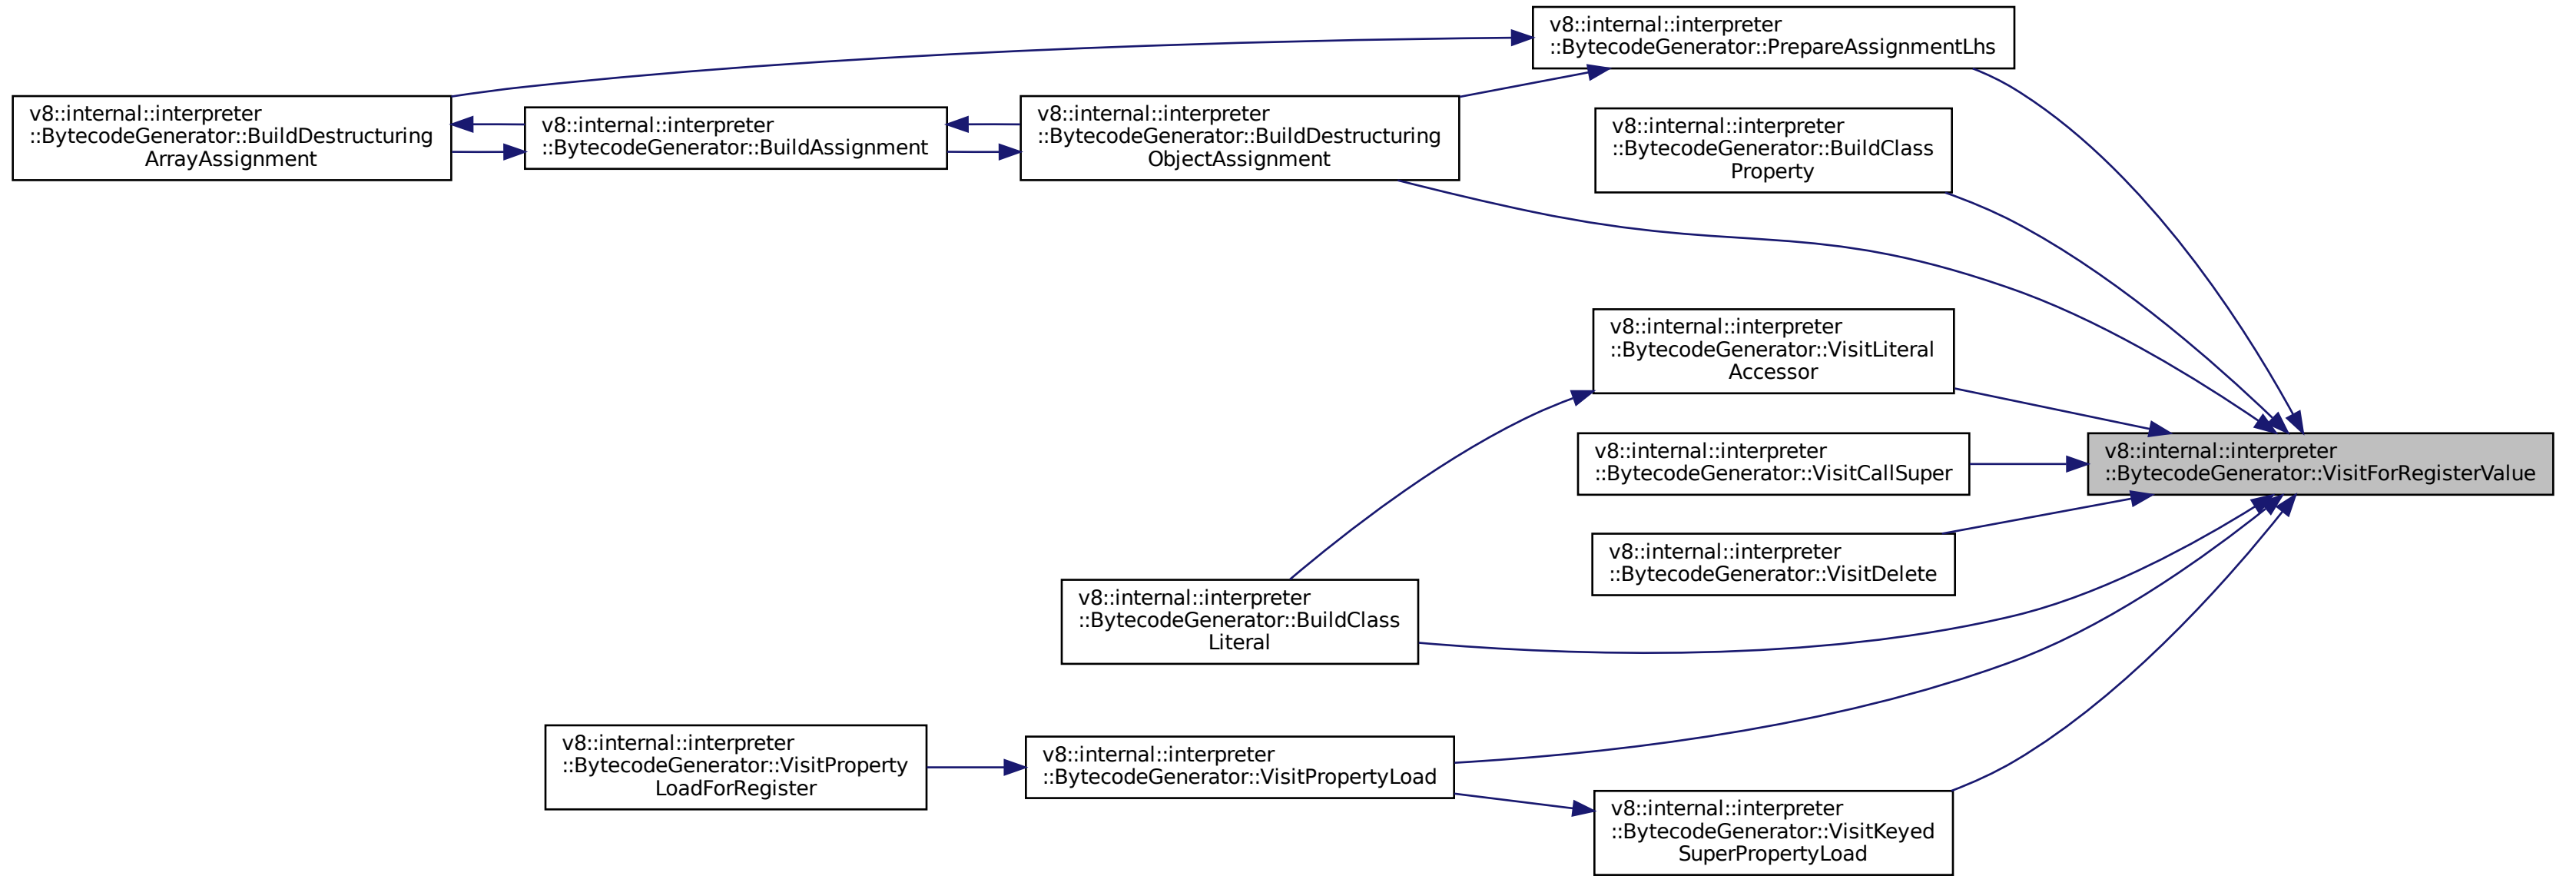 v8::internal::interpreter
::BytecodeGenerator::PrepareAssignmentLhs
v8::internal::interpreter
::BytecodeGenerator::BuildDestructuring
ArrayAssignment
v8::internal::interpreter
::BytecodeGenerator::BuildAssignment
v8::internal::interpreter
::BytecodeGenerator::BuildDestructuring
ObjectAssignment
v8::internal::interpreter
::BytecodeGenerator::BuildClass
Property
v8::internal::interpreter
::BytecodeGenerator::VisitLiteral
Accessor
v8::internal::interpreter
::BytecodeGenerator::VisitCallSuper
v8::internal::interpreter
::BytecodeGenerator::VisitForRegisterValue
v8::internal::interpreter
::BytecodeGenerator::VisitDelete
v8::internal::interpreter
::BytecodeGenerator::BuildClass
Literal
v8::internal::interpreter
::BytecodeGenerator::VisitProperty
LoadForRegister
v8::internal::interpreter
::BytecodeGenerator::VisitPropertyLoad
v8::internal::interpreter
::BytecodeGenerator::VisitKeyed
SuperPropertyLoad